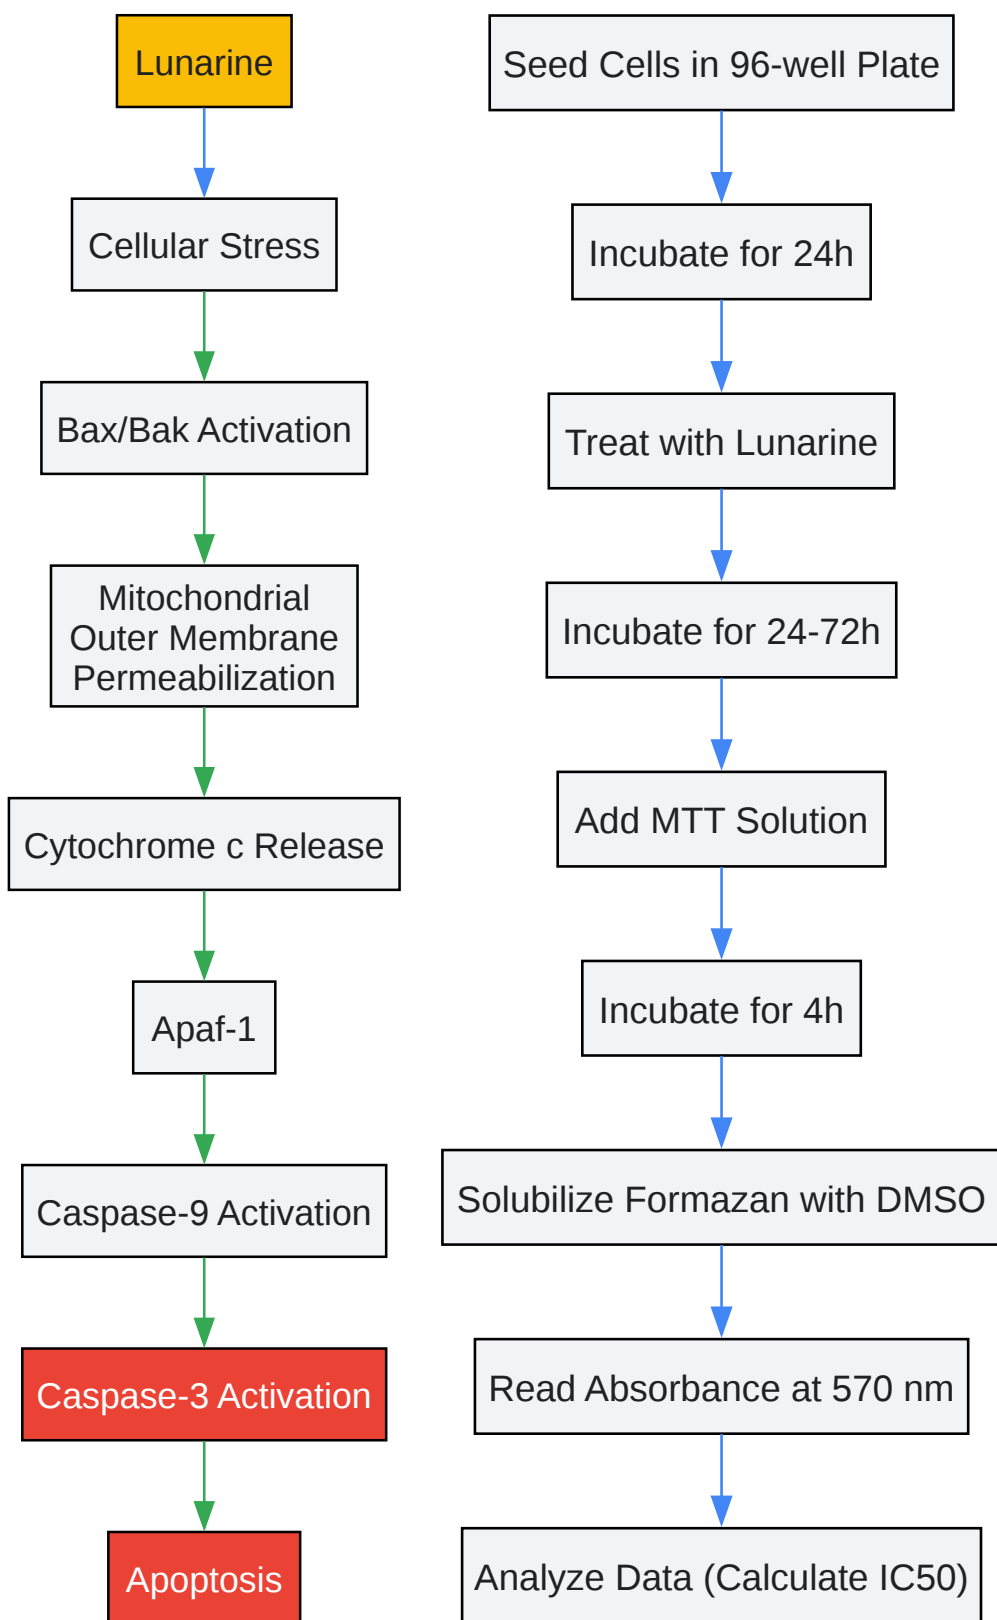 Lunarine
Cellular Stress
Bax/Bak Activation
Mitochondrial
Outer Membrane
Permeabilization
Cytochrome c Release
Apaf-1
Caspase-9 Activation
Caspase-3 Activation
Apoptosis
Seed Cells in 96-well Plate
Incubate for 24h
Treat with Lunarine
Incubate for 24-72h
Add MTT Solution
Incubate for 4h
Solubilize Formazan with DMSO
Read Absorbance at 570 nm
Analyze Data (Calculate IC50)